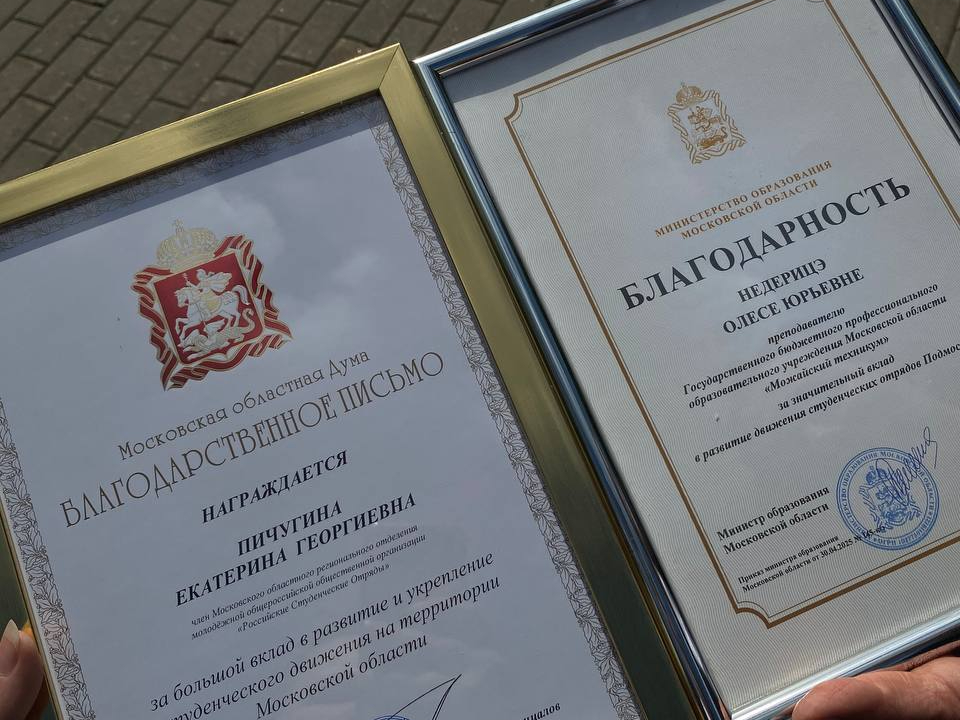 Московская областная Дума
БЛАГОДАРСТВЕННОЕ ПИСЬМО
НАГРАЖДАЕТСЯ
ПИЧУГИНА
ЕКАТЕРИНА ГЕОРГИЕВНА
член Московского регионального отделения
молодёжной общероссийской общественной организации
«Российские Студенческие Отряды»
за большой вклад в развитие и укрепление
студенческого движения на территории
Московской области
МИНИСТЕРСТВО ОБРАЗОВАНИЯ
МОСКОВСКОЙ ОБЛАСТИ
БЛАГОДАРНОСТЬ
НЕДЕРИЦЭ
ОЛЕСЕ ЮРЬЕВНЕ
преподавателю
Государственного бюджетного профессионального
образовательного учреждения Московской области
«Можайский техникум»
за значительный вклад
в развитие движения студенческих отрядов Подмос
Министр образования
Московской области
Приказ министра образования
Московской области от 30.04.2025 №